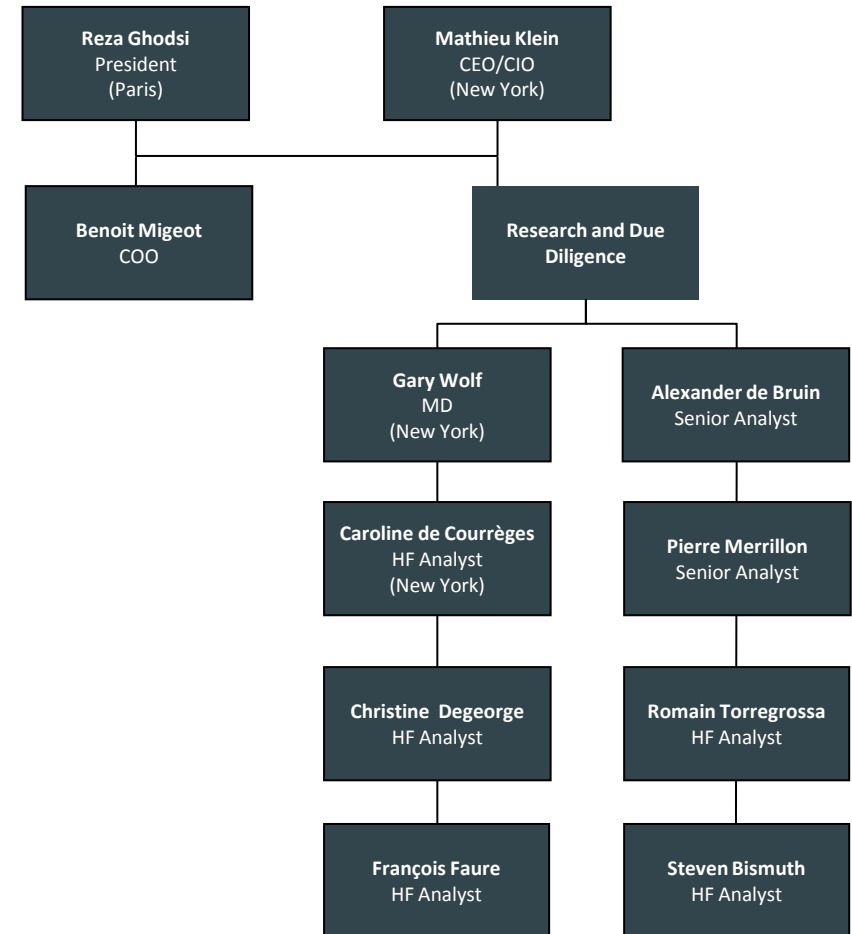 Reza Ghodsi
President
(Paris)
Mathieu Klein
CEO/CIO
(New York)
Benoit Migeot
COO
Research and Due
Diligence
Gary Wolf
MD
(New York)
Alexander de Bruin
Senior Analyst
Caroline de Courrèges
HF Analyst
(New York)
Pierre Merrillon
Senior Analyst
Christine Degeorge
HF Analyst
Romain Torregrossa
HF Analyst
François Faure
HF Analyst
Steven Bismuth
HF Analyst